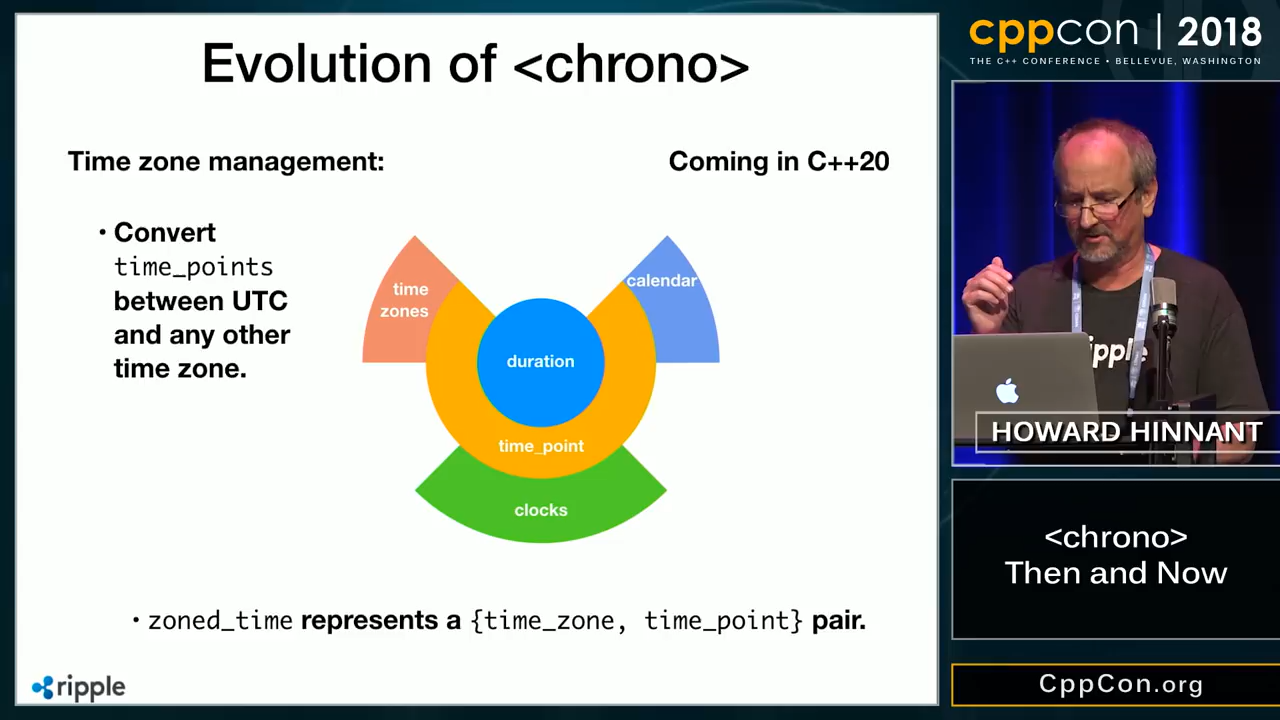 Evolution of <chrono>
Time zone management:
Coming in C++20
• Convert
time_points
between UTC
and any other
time zone.
time
zones
calendar
duration
time_point
clocks
• zoned_time represents a {time_zone, time_point} pair.
ripple
cppcon | 2018
THE C++ CONFERENCE • BELLEVUE, WASHINGTON
ripple
HOWARD HINNANT
<chrono>
Then and Now
CppCon.org